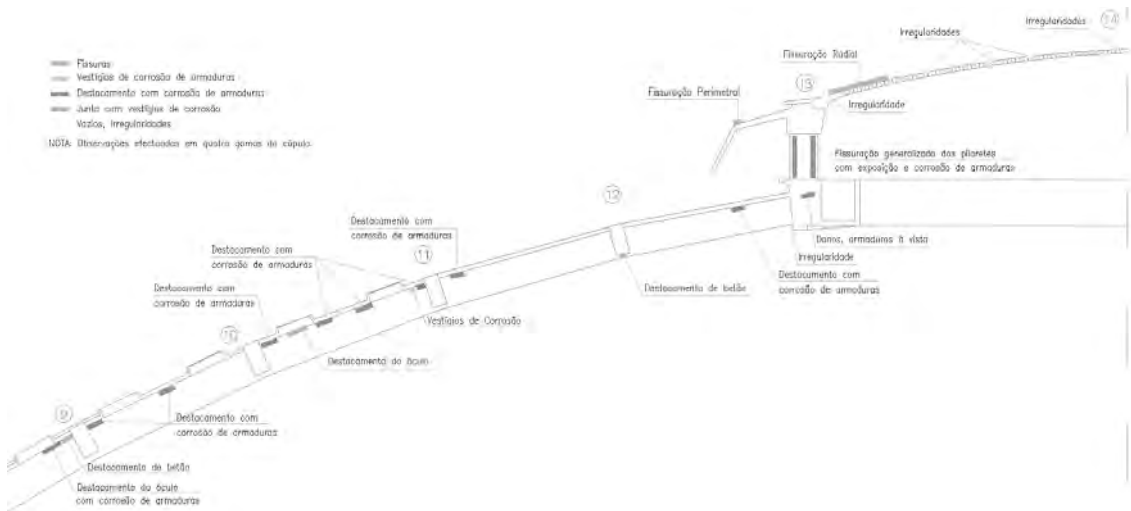 Fissuras
Vestígios de corrosão de armaduras
Destacamento com corrosão de armaduras
Junta com vestígios de corrosão
Vazios, irregularidades
NOTA: Observações efectuadas em quatro gomos da cúpula.
Irregularidades
14
Irregularidades
Fissuração Radial
13
Fissuração Perimetral
Irregularidade
Fissuração generalizada dos pilaretes
com exposição e corrosão de armaduras
12
Destacamento com
corrosão de armaduras
11
Danos, armaduras à vista
Destacamento com
corrosão de armaduras
Irregularidade
Destacamento com
corrosão de armaduras
Destacamento de betão
Destacamento com
corrosão de armaduras
Vestígios de Corrosão
10
Destacamento do óculo
9
Destacamento com
corrosão de armaduras
Destacamento de betão
Destacamento do óculo
com corrosão de armaduras